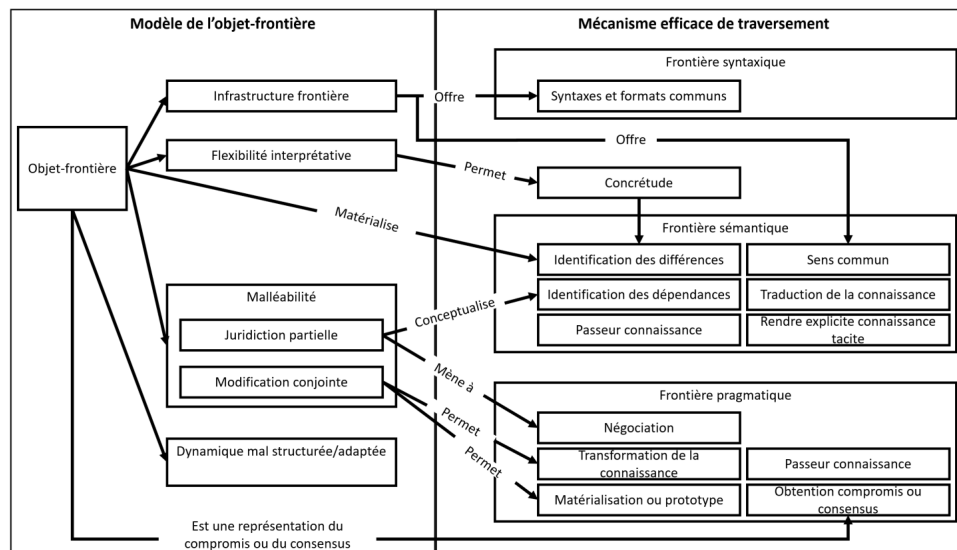 Modèle de l'objet-frontière
Mécanisme efficace de traversement
Frontière syntaxique
Infrastructure frontière
Offre
Syntaxes et formats communs
Offre
Objet-frontière
Flexibilité interprétative
Permet
Concrétude
Matérialise
Frontière sémantique
Identification des différences
Sens commun
Malléabilité
Conceptualise
Identification des dépendances
Traduction de la connaissance
Juridiction partielle
Passeur connaissance
Rendre explicite connaissance
tacite
Mène à
Modification conjointe
Frontière pragmatique
Permet
Négociation
Dynamique mal structurée/adaptée
Permet
Transformation de la
connaissance
Passeur connaissance
Matérialisation ou prototype
Obtention compromis ou
consensus
Est une représentation du
compromis ou du consensus